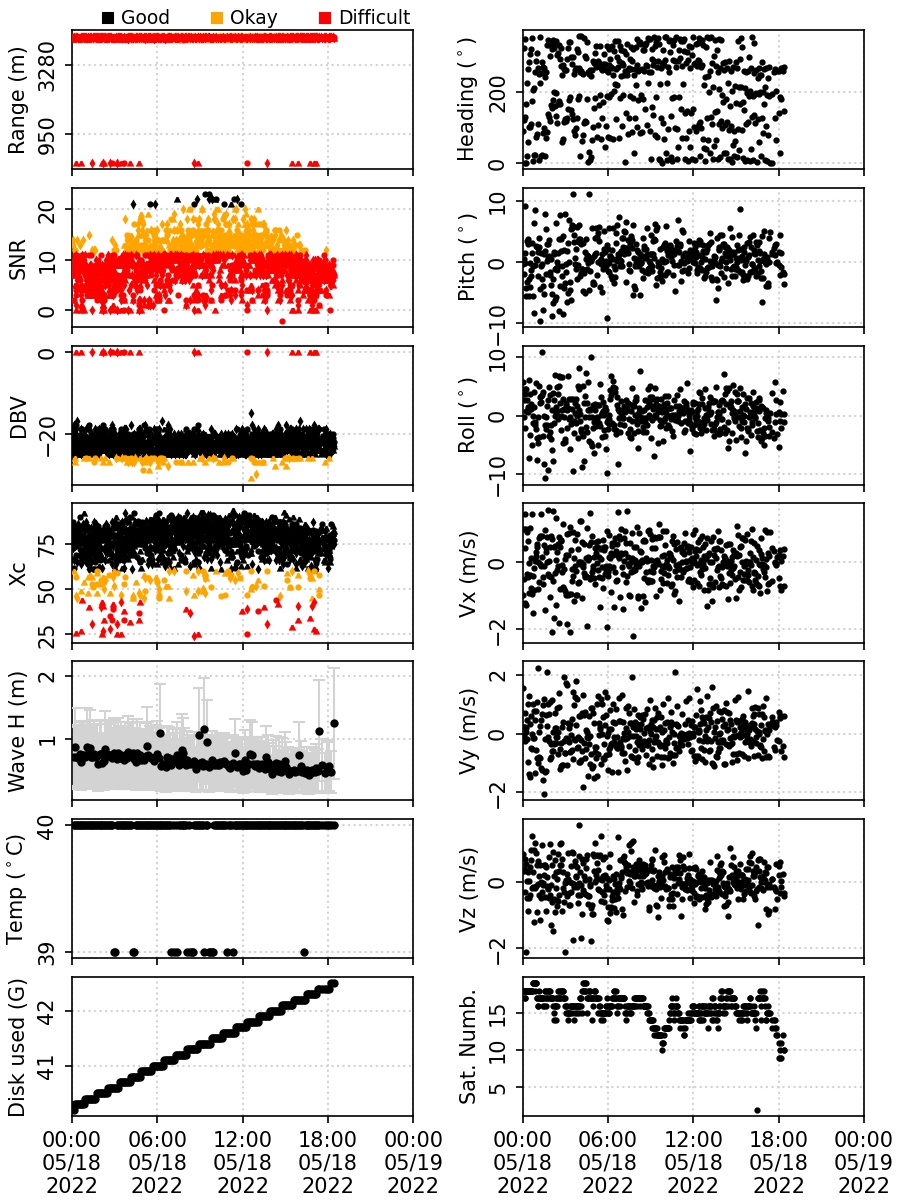 Good Okay Difficult
Range (m)
3280
950
Heading (°)
200
0
SNR
20
10
0
Pitch (°)
10
0
−10
DBV
0
−20
Roll (°)
10
0
−10
Xc
75
50
25
Vx (m/s)
0
−2
Wave H (m)
2
1
Vy (m/s)
2
0
−2
Temp (°C)
40
39
Vz (m/s)
0
−2
Disk used (G)
42
41
Sat. Numb.
15
10
5
00:00 06:00 12:00 18:00 00:00
05/18 05/18 05/18 05/18 05/19
2022 2022 2022 2022 2022
00:00 06:00 12:00 18:00 00:00
05/18 05/18 05/18 05/18 05/19
2022 2022 2022 2022 2022